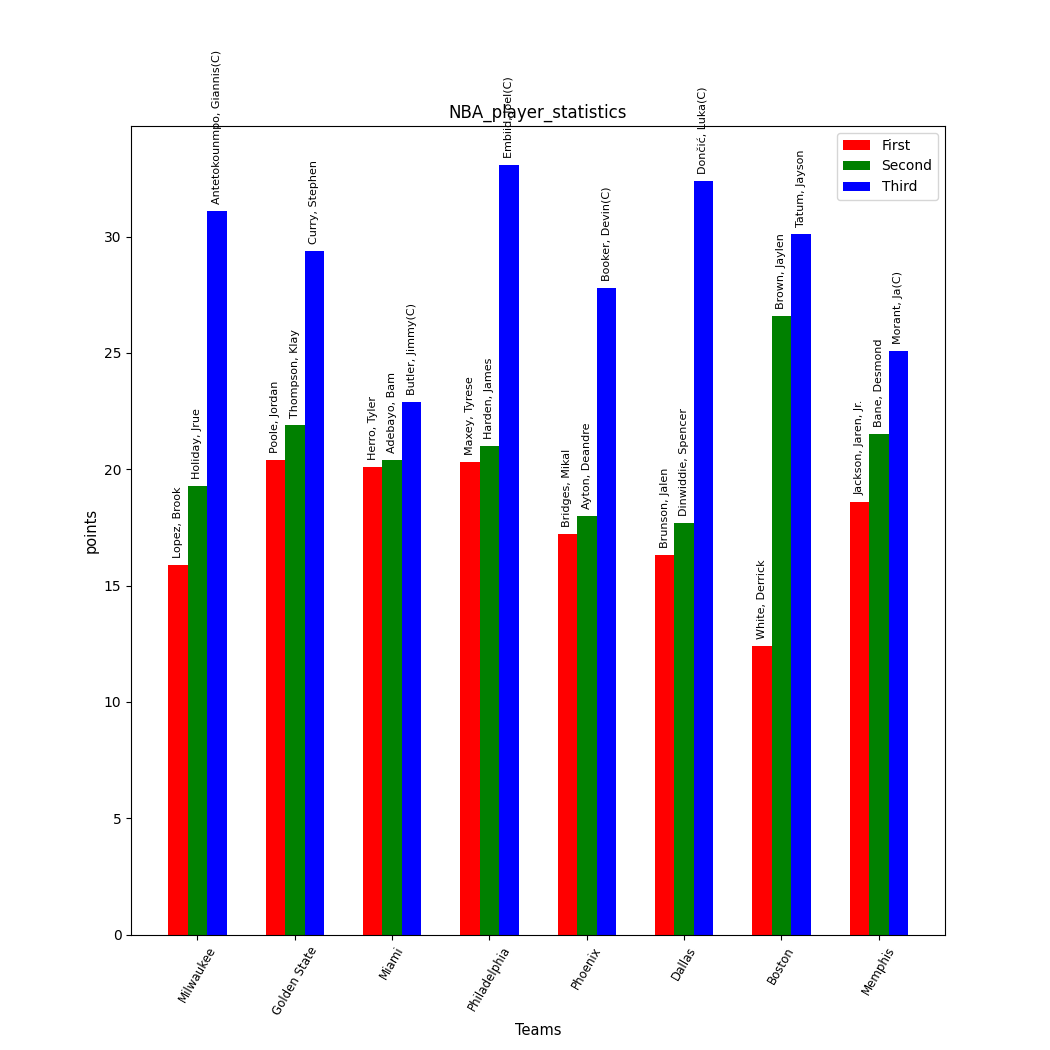 NBA_player_statistics
First
Second
Third
Antetokounmpo, Giannis(C)
Embiid, Joel(C)
Dončić, Luka(C)
Tatum, Jayson
Curry, Stephen
Booker, Devin(C)
Brown, Jaylen
Morant, Ja(C)
Butler, Jimmy(C)
Thompson, Klay
Bane, Desmond
Harden, James
Poole, Jordan
Adebayo, Bam
Maxey, Tyrese
Herro, Tyler
Holiday, Jrue
Jackson, Jaren, Jr.
Dinwiddie, Spencer
Ayton, Deandre
Bridges, Mikal
Brunson, Jalen
Lopez, Brook
White, Derrick
30
25
20
15
10
5
0
points
Milwaukee
Golden State
Miami
Philadelphia
Phoenix
Dallas
Boston
Memphis
Teams